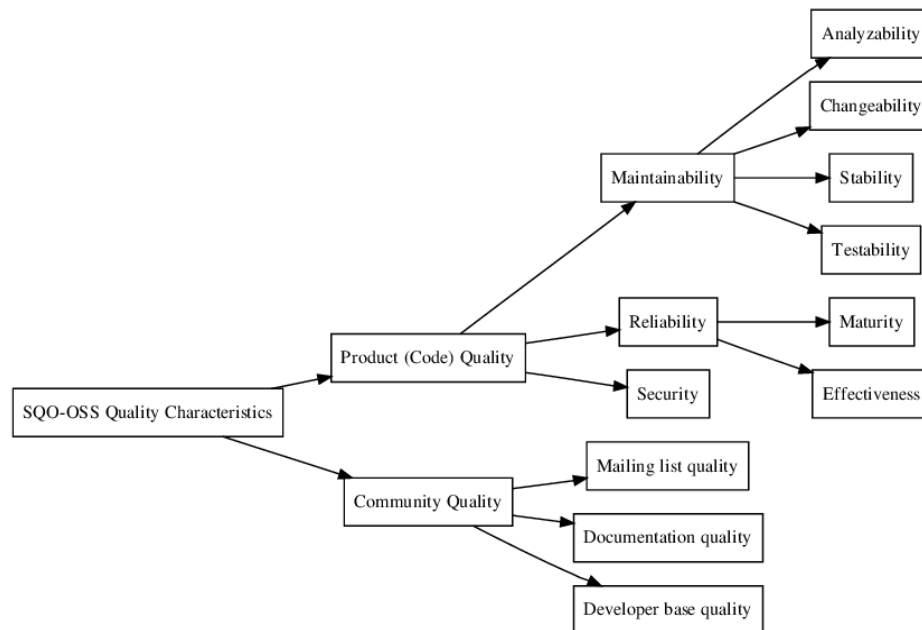 Analyzability
Changeability
Maintainability
Stability
Testability
Reliability
Maturity
Product (Code) Quality
Security
Effectiveness
SQO-OSS Quality Characteristics
Mailing list quality
Community Quality
Documentation quality
Developer base quality